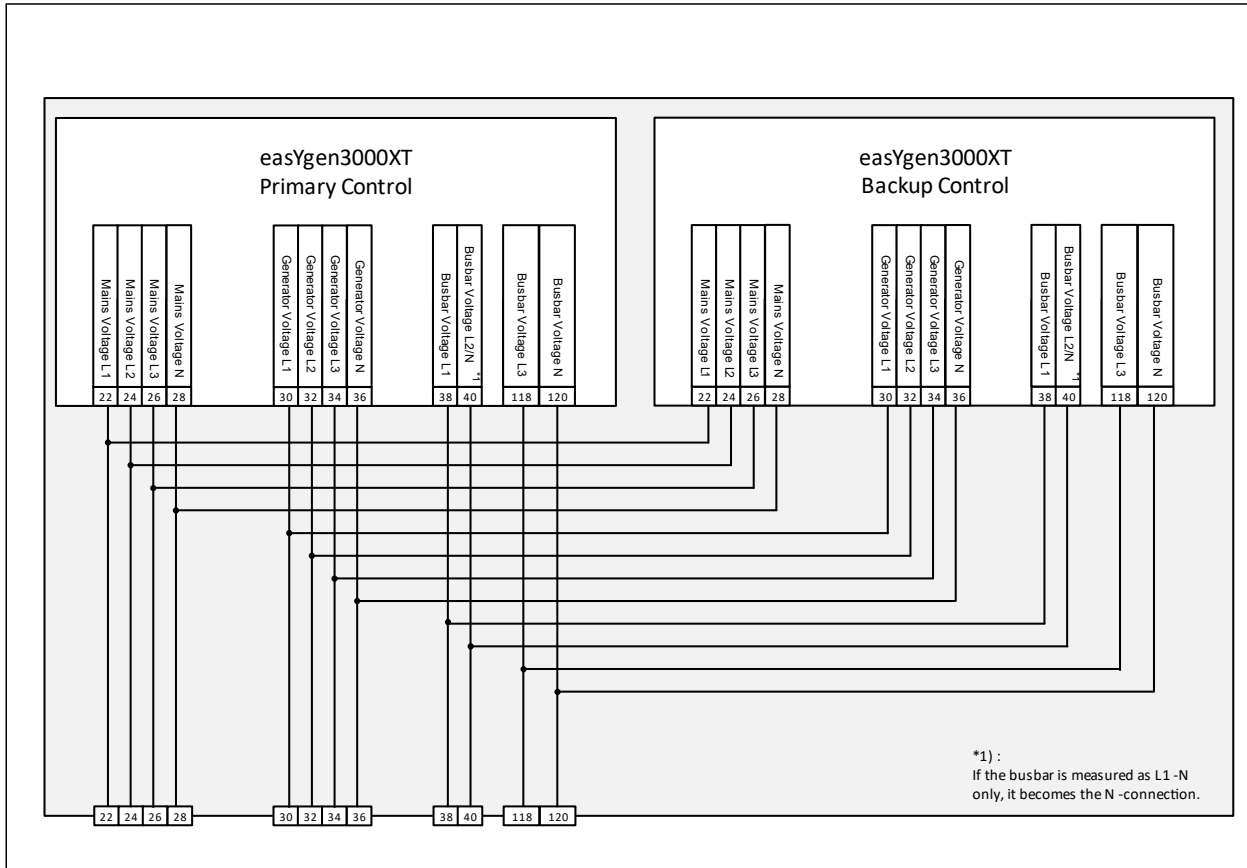 easYgen3000XT
Primary Control
easYgen3000XT
Backup Control
Mains Voltage L1
Mains Voltage L2
Mains Voltage L3
Mains Voltage N
Generator Voltage L1
Generator Voltage L2
Generator Voltage L3
Generator Voltage N
Busbar Voltage L1
Busbar Voltage L2/N *1
Busbar Voltage L3
Busbar Voltage N
Mains Voltage L1
Mains Voltage l2
Mains Voltage L3
Mains Voltage N
Generator Voltage L1
Generator Voltage L2
Generator Voltage L3
Generator Voltage N
Busbar Voltage L1
Busbar Voltage L2/N *1
Busbar Voltage L3
Busbar Voltage N
22 24 26 28 30 32 34 36 38 40 118 120
22 24 26 28 30 32 34 36 38 40 118 120
*1) :
If the busbar is measured as L1 -N
only, it becomes the N -connection.
22 24 26 28 30 32 34 36 38 40 118 120